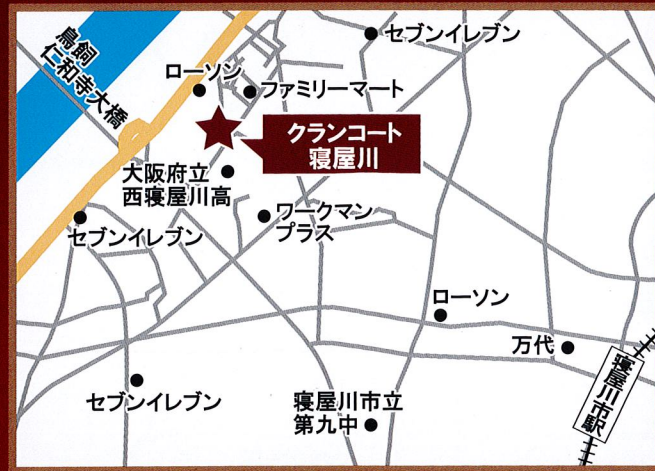 セブンイレブン
鳥飼
仁和寺大橋
ローソン
ファミリーマート
クランコート
寝屋川
大阪府立
西寝屋川高
ワークマン
プラス
セブンイレブン
ローソン
万代
寝屋川市駅
セブンイレブン
寝屋川市立
第九中